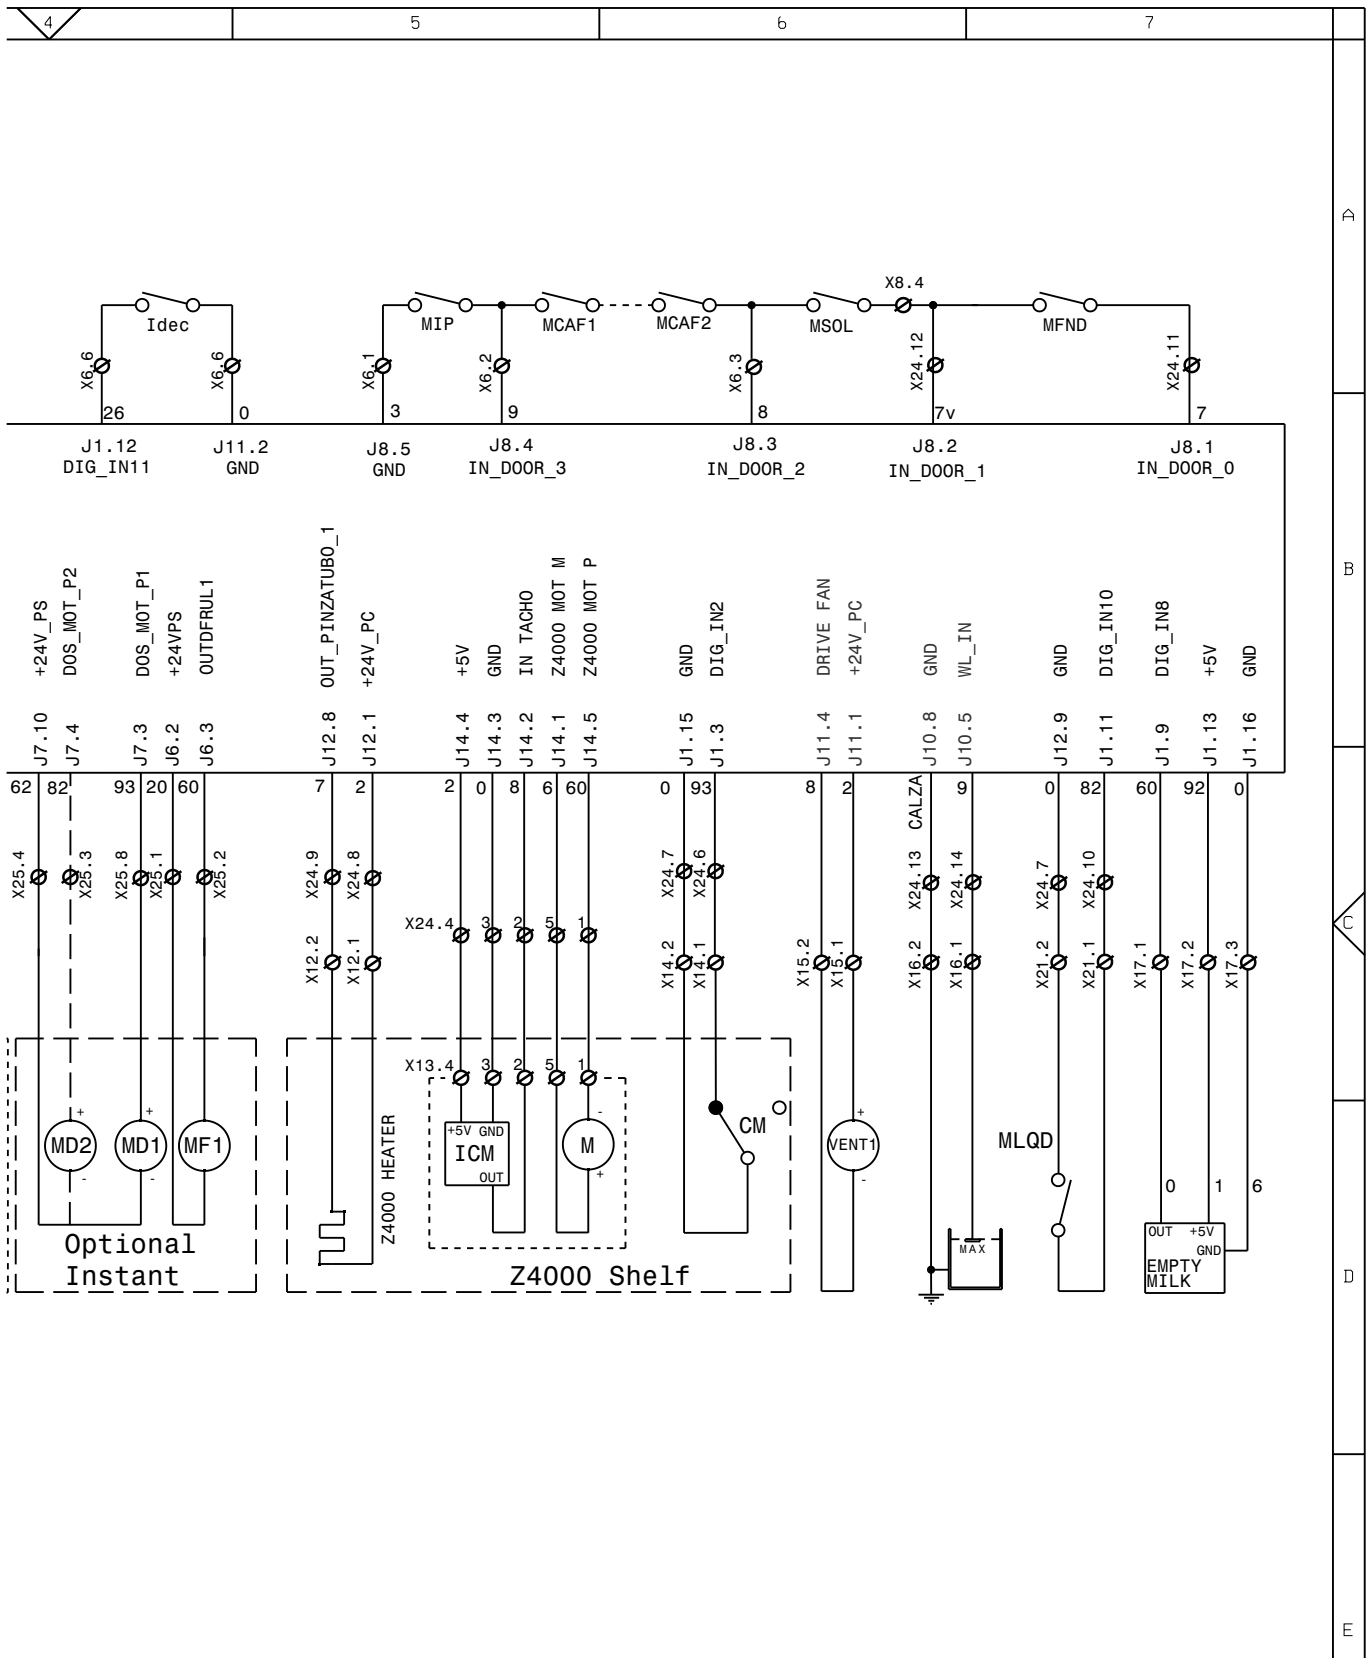 4 5 6 7
A
X8.4
Idec MIP MCAF1 MCAF2 MSOL MFND
X6.6 X6.6 X6.1 X6.2 X6.3 X24.12 X24.11
26 0 3 9 8 7v 7
J1.12 J11.2 J8.5 J8.4 J8.3 J8.2 J8.1
DIG_IN11 GND GND IN_DOOR_3 IN_DOOR_2 IN_DOOR_1 IN_DOOR_0
B
+24V_PS DOS_MOT_P2 DOS_MOT_P1 +24VPS OUTDFRUL1 OUT_PINZATUBO_1 +24V_PC +5V GND IN TACHO Z4000 MOT M Z4000 MOT P GND DIG_IN2 DRIVE FAN +24V_PC GND WL_IN GND DIG_IN10 DIG_IN8 +5V GND
J7.10 J7.4 J7.3 J6.2 J6.3 J12.8 J12.1 J14.4 J14.3 J14.2 J14.1 J14.5 J1.15 J1.3 J11.4 J11.1 J10.8 J10.5 J12.9 J1.11 J1.9 J1.13 J1.16
62 82 93 20 60 7 2 2 0 8 6 60 0 93 8 2 CALZA 9 0 82 60 92 0
X25.4 X25.3 X25.8 X25.1 X25.2 X24.9 X24.8 X24.7 X24.6 X24.13 X24.14 X24.7 X24.10
X24.4 3 2 5 1
C
X12.2 X12.1 X14.2 X14.1 X15.2 X15.1 X16.2 X16.1 X21.2 X21.1 X17.1 X17.2 X17.3
X13.4 3 2 5 1
+ + - +
MD2 MD1 MF1 Z4000 HEATER +5V GND M CM VENT1 MLQD
ICM
OUT
- - + -
0 1 6
OUT +5V
Optional MAX GND
EMPTY
Instant Z4000 Shelf MILK
D
E